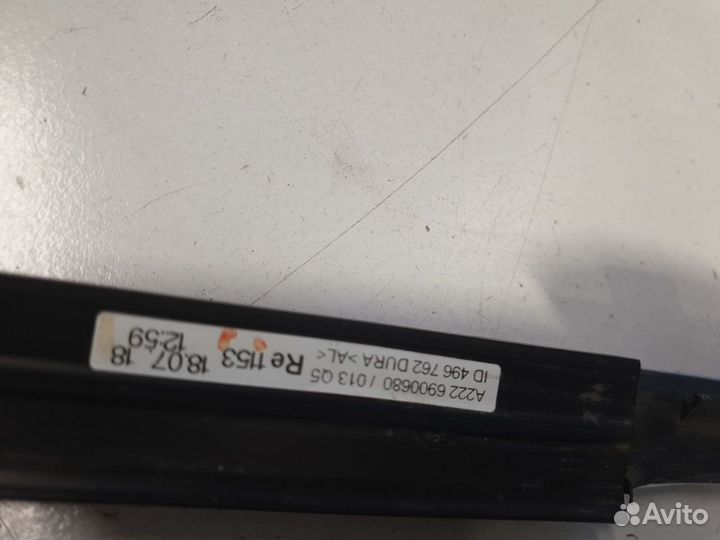 A222 6900680 / 013 Q5
ID 496 762 DURA >AL<
Re 1153 18.07 18
12:59
Avito